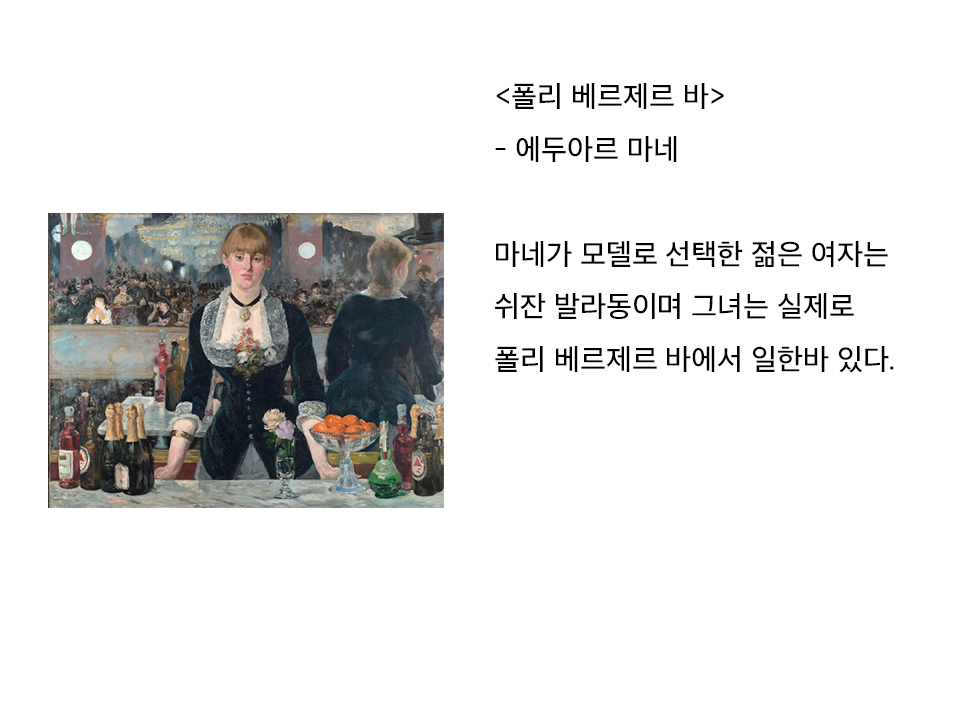 <폴리 베르제르 바>
- 에두아르 마네
마네가 모델로 선택한 젊은 여자는
쉬잔 발라동이며 그녀는 실제로
폴리 베르제르 바에서 일한바 있다.